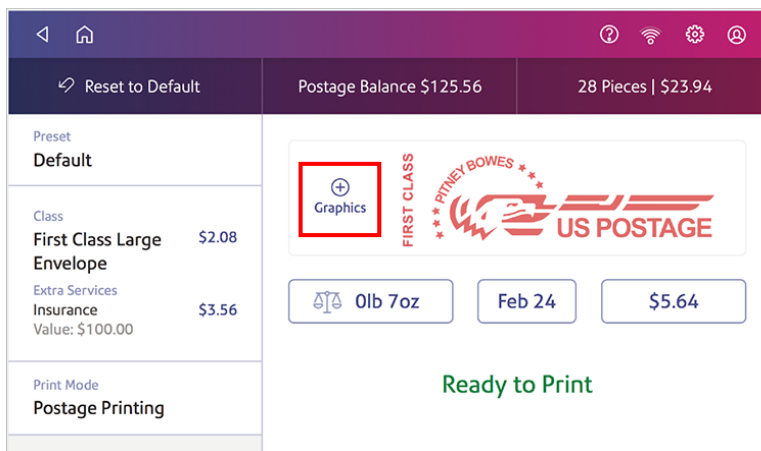 Reset to Default
Postage Balance $125.56
28 Pieces | $23.94
Preset
Default
Class
First Class Large $2.08
Envelope
Extra Services
Insurance $3.56
Value: $100.00
Print Mode
Postage Printing
Graphics
FIRST CLASS
PITNEY BOWES
US POSTAGE
0lb 7oz
Feb 24
$5.64
Ready to Print